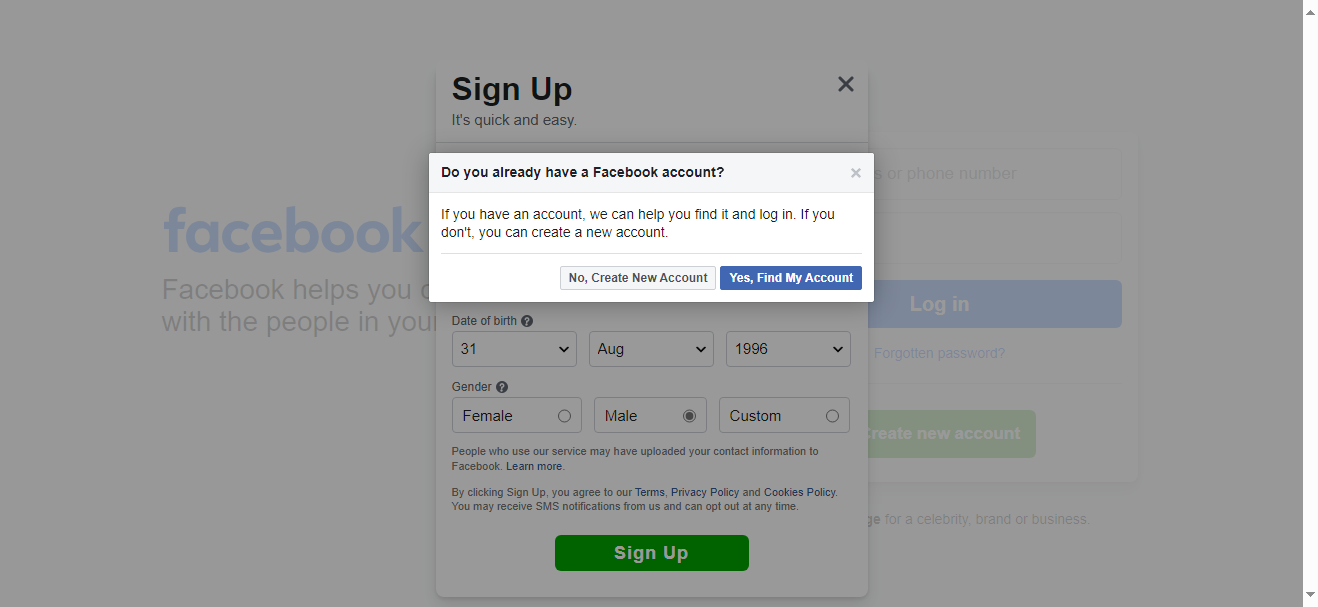 Sign Up
It's quick and easy.
Do you already have a Facebook account?
If you have an account, we can help you find it and log in. If you
don't, you can create a new account.
No, Create New Account
Yes, Find My Account
facebook
Facebook helps you
with the people in your
or phone number
Log in
Forgotten password?
Create new account
for a celebrity, brand or business.
Date of birth
31
Aug
1996
Gender
Female
Male
Custom
People who use our service may have uploaded your contact information to
Facebook. Learn more.
By clicking Sign Up, you agree to our Terms, Privacy Policy and Cookies Policy.
You may receive SMS notifications from us and can opt out at any time.
Sign Up